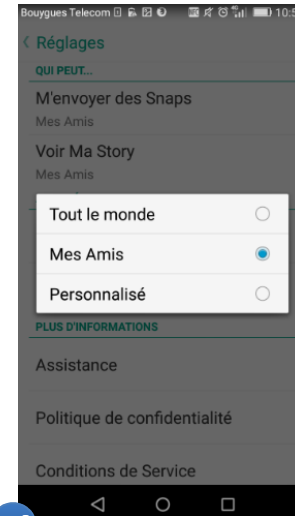 Bouygues Telecom 10:5
Réglages
QUI PEUT...
M'envoyer des Snaps
Mes Amis
Voir Ma Story
Mes Amis
Tout le monde
Mes Amis
Personnalisé
PLUS D'INFORMATIONS
Assistance
Politique de confidentialité
Conditions de Service